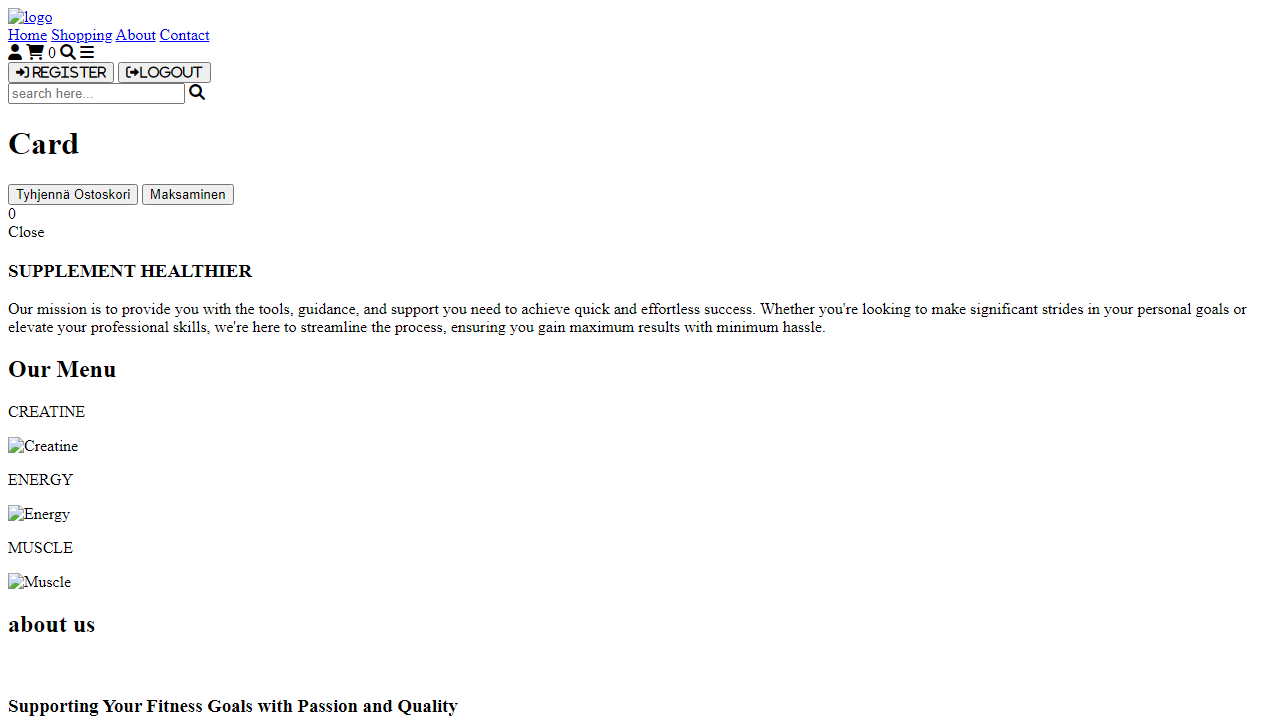 logo
Home Shopping About Contact
0
REGISTER LOGOUT
search here...
Card
Tyhjennä Ostoskori Maksaminen
0
Close
SUPPLEMENT HEALTHIER
Our mission is to provide you with the tools, guidance, and support you need to achieve quick and effortless success. Whether you're looking to make significant strides in your personal goals or
elevate your professional skills, we're here to streamline the process, ensuring you gain maximum results with minimum hassle.
Our Menu
CREATINE
Creatine
ENERGY
Energy
MUSCLE
Muscle
about us
Supporting Your Fitness Goals with Passion and Quality